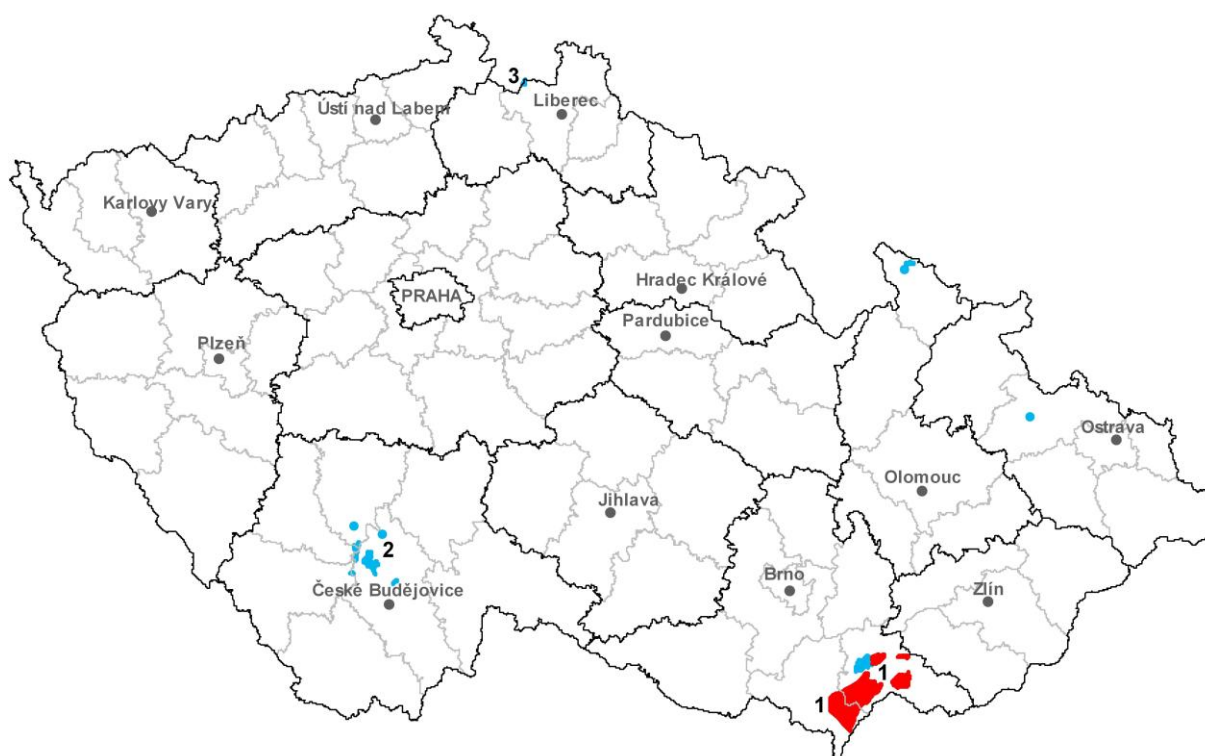 3
Liberec
Ústí nad Labem
Karlovy Vary
Hradec Králové
PRAHA
Pardubice
Plzeň
Ostrava
Olomouc
Jihlava
2
Brno
České Budějovice
Zlín
1
1